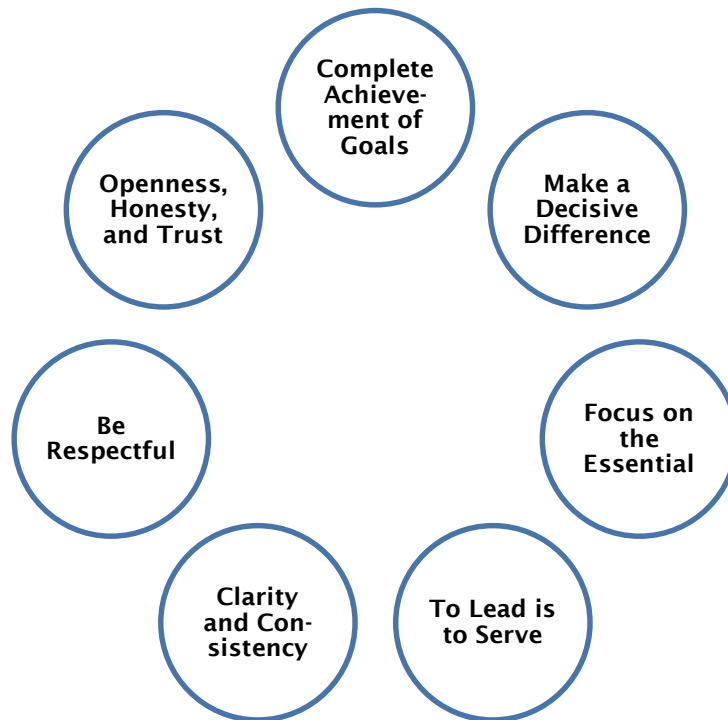 Complete
Achieve-
ment of
Goals
Make a
Decisive
Difference
Focus on
the
Essential
To Lead is
to Serve
Clarity
and Con-
sistency
Be
Respectful
Openness,
Honesty,
and Trust